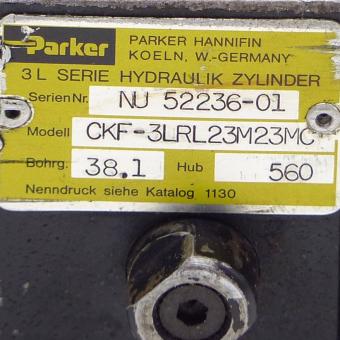 Parker
PARKER HANNIFIN
KOELN, W.-GERMANY
3 L SERIE HYDRAULIK ZYLINDER
SerienNr. NU 52236-01
Modell CKF-3LRL23M23MC
Bohrg. 38.1 Hub 560
Nenndruck siehe Katalog 1130